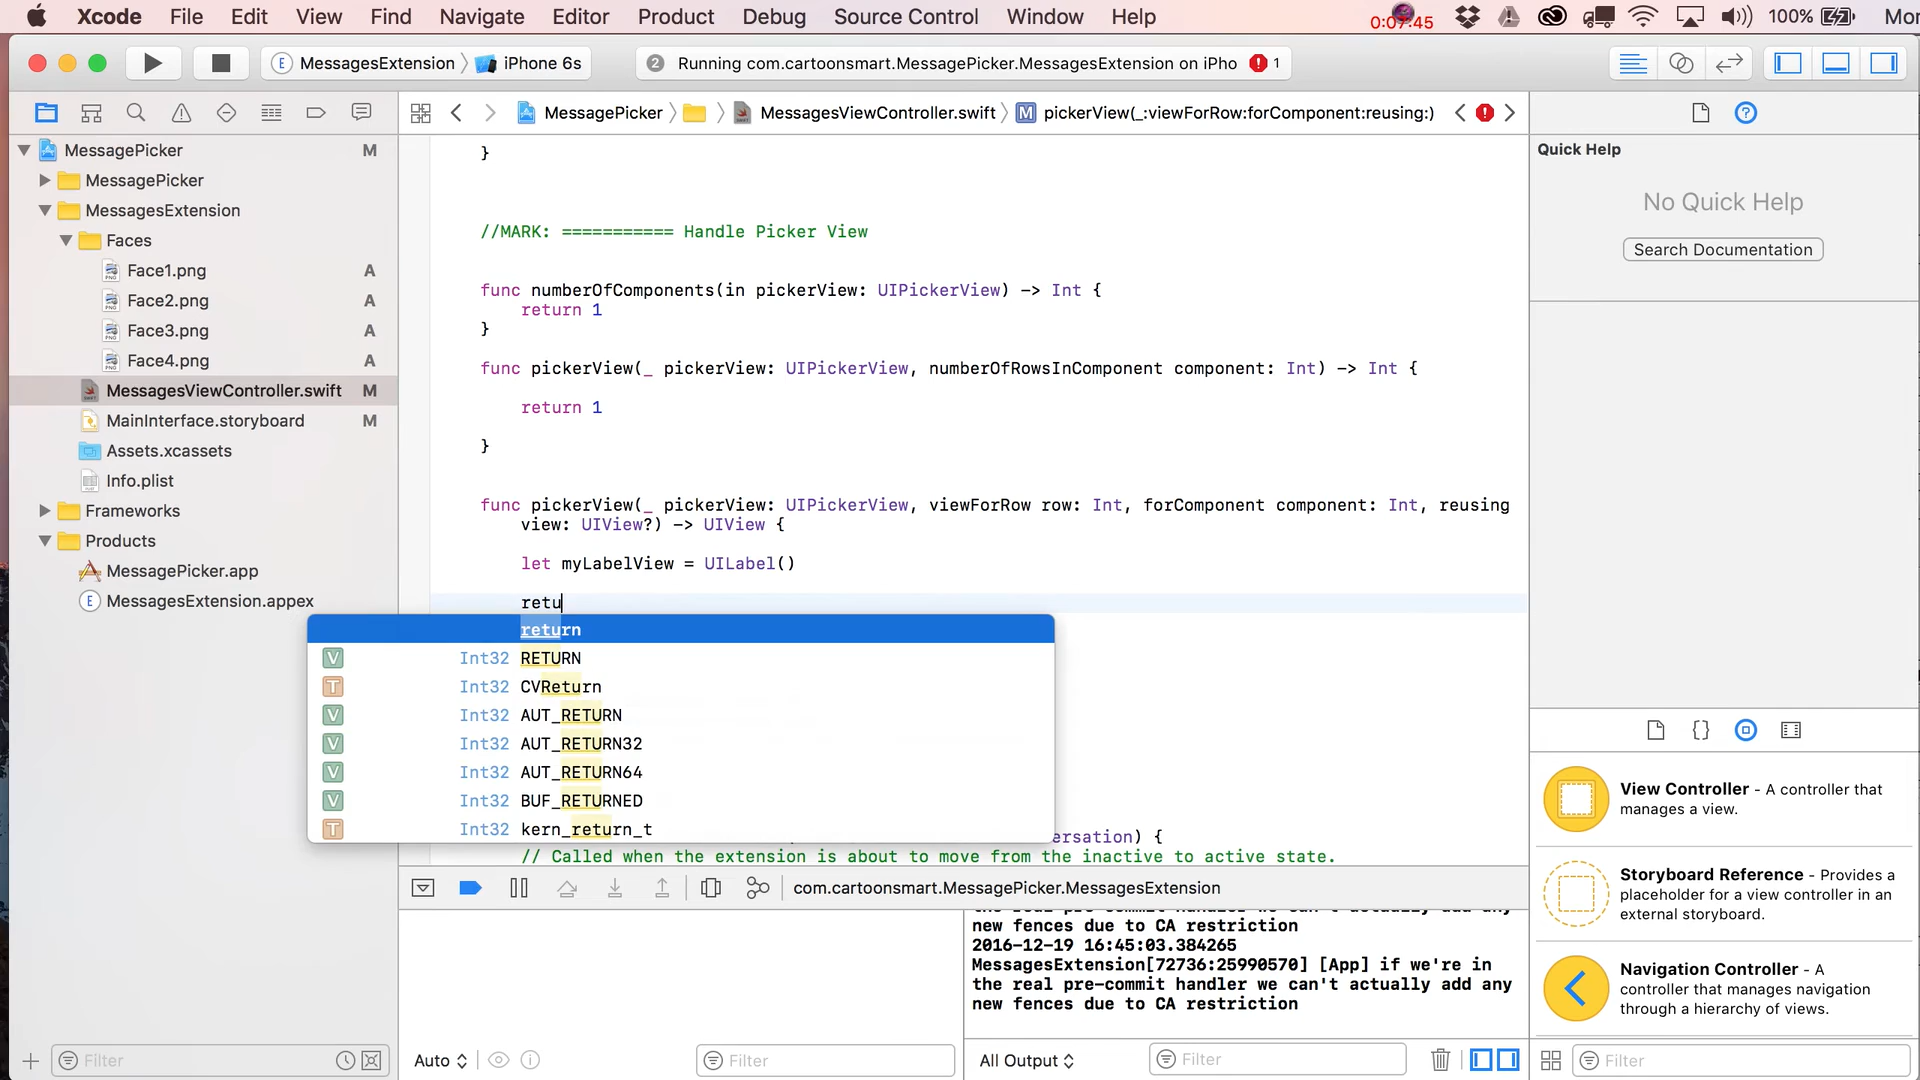 Xcode File Edit View Find Navigate Editor Product Debug Source Control Window Help 0:07:45 100% Mon
MessagesExtension iPhone 6s 2 Running com.cartoonsmart.MessagePicker.MessagesExtension on iPho 1
MessagePicker MessagesViewController.swift M pickerView(_:viewForRow:forComponent:reusing:)
MessagePicker M
MessagePicker
MessagesExtension
Faces
Face1.png A
Face2.png A
Face3.png A
Face4.png A
MessagesViewController.swift M
MainInterface.storyboard M
Assets.xcassets
Info.plist
Frameworks
Products
MessagePicker.app
E MessagesExtension.appex
Filter
}
//MARK: =========== Handle Picker View
func numberOfComponents(in pickerView: UIPickerView) -> Int {
return 1
}
func pickerView(_ pickerView: UIPickerView, numberOfRowsInComponent component: Int) -> Int {
return 1
}
func pickerView(_ pickerView: UIPickerView, viewForRow row: Int, forComponent component: Int, reusing
view: UIView?) -> UIView {
let myLabelView = UILabel()
retu
return
V Int32 RETURN
T Int32 CVReturn
V Int32 AUT_RETURN
V Int32 AUT_RETURN32
V Int32 AUT_RETURN64
V Int32 BUF_RETURNED
T Int32 kern_return_t
ersation) {
// Called when the extension is about to move from the inactive to active state.
com.cartoonsmart.MessagePicker.MessagesExtension
new fences due to CA restriction
2016-12-19 16:45:03.384265
MessagesExtension[72736:25990570] [App] if we're in
the real pre-commit handler we can't actually add any
new fences due to CA restriction
Auto Filter All Output Filter
Quick Help
No Quick Help
Search Documentation
View Controller - A controller that
manages a view.
Storyboard Reference - Provides a
placeholder for a view controller in an
external storyboard.
Navigation Controller - A
controller that manages navigation
through a hierarchy of views.
Filter